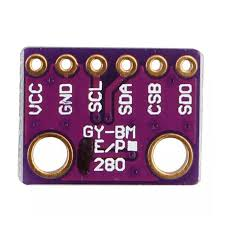 VCC GND SCL SDA CSB SDO
GY-BM
E/P
280